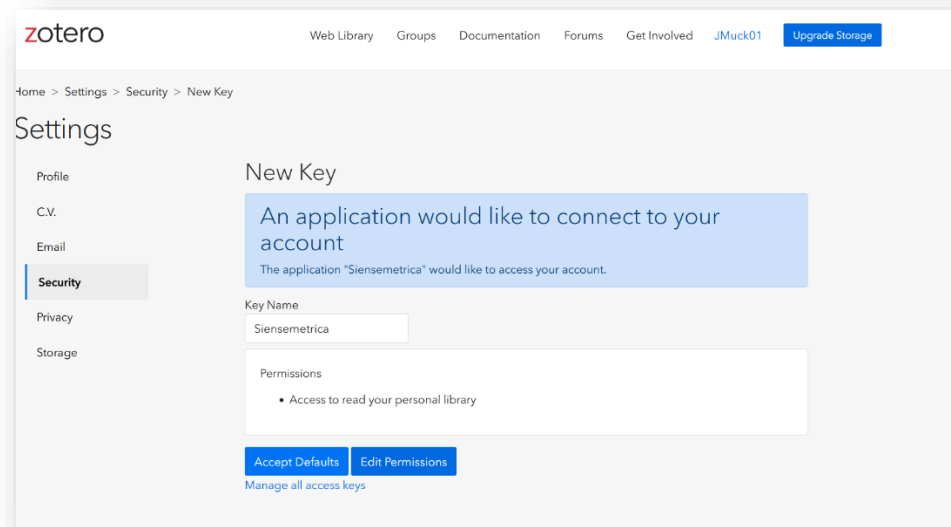 zotero
Web Library Groups Documentation Forums Get Involved JMuck01 Upgrade Storage
Home > Settings > Security > New Key
Settings
Profile
C.V.
Email
Security
Privacy
Storage
New Key
An application would like to connect to your
account
The application "Siensemetrica" would like to access your account.
Key Name
Siensemetrica
Permissions
• Access to read your personal library
Accept Defaults Edit Permissions
Manage all access keys